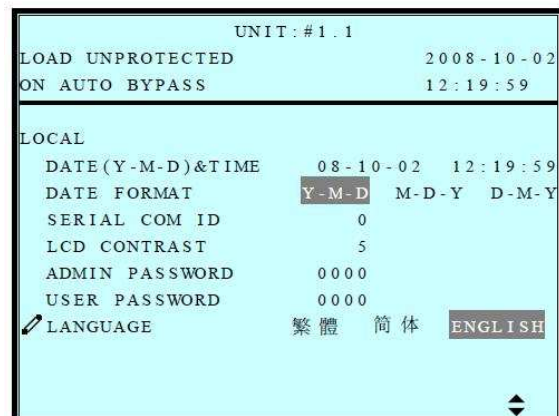 UNIT:#1.1
LOAD UNPROTECTED 2008-10-02
ON AUTO BYPASS 12:19:59
LOCAL
DATE(Y-M-D)&TIME 08-10-02 12:19:59
DATE FORMAT Y-M-D M-D-Y D-M-Y
SERIAL COM ID 0
LCD CONTRAST 5
ADMIN PASSWORD 0000
USER PASSWORD 0000
LANGUAGE 繁體 简体 ENGLISH